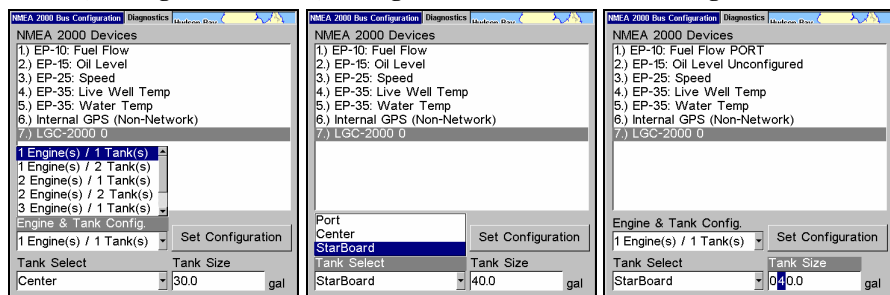 NMEA 2000 Bus Configuration Diagnostics
Hudson Bay
NMEA 2000 Devices
1.) EP-10: Fuel Flow
2.) EP-15: Oil Level
3.) EP-25: Speed
4.) EP-35: Live Well Temp
5.) EP-35: Water Temp
6.) Internal GPS (Non-Network)
7.) LGC-2000 0
1 Engine(s) / 1 Tank(s)
1 Engine(s) / 2 Tank(s)
2 Engine(s) / 1 Tank(s)
2 Engine(s) / 2 Tank(s)
3 Engine(s) / 1 Tank(s)
Engine & Tank Config.
1 Engine(s) / 1 Tank(s) Set Configuration
Tank Select Tank Size
Center 30.0 gal
NMEA 2000 Bus Configuration Diagnostics
Hudson Bay
NMEA 2000 Devices
1.) EP-10: Fuel Flow
2.) EP-15: Oil Level
3.) EP-25: Speed
4.) EP-35: Live Well Temp
5.) EP-35: Water Temp
6.) Internal GPS (Non-Network)
7.) LGC-2000 0
Port
Center
StarBoard
Set Configuration
Tank Select Tank Size
StarBoard 40.0 gal
NMEA 2000 Bus Configuration Diagnostics
Hudson Bay
NMEA 2000 Devices
1.) EP-10: Fuel Flow PORT
2.) EP-15: Oil Level Unconfigured
3.) EP-25: Speed
4.) EP-35: Live Well Temp
5.) EP-35: Water Temp
6.) Internal GPS (Non-Network)
7.) LGC-2000 0
Engine & Tank Config.
1 Engine(s) / 1 Tank(s) Set Configuration
Tank Select Tank Size
StarBoard 040.0 gal